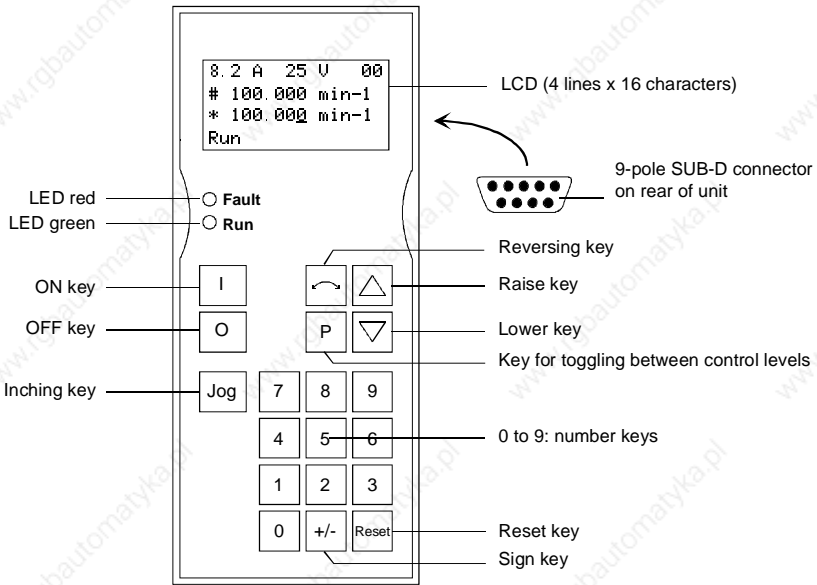 8.2 A 25 V 00
# 100.000 min-1
* 100.000 min-1
Run
LCD (4 lines x 16 characters)
9-pole SUB-D connector
on rear of unit
LED red
Fault
LED green
Run
Reversing key
ON key
I
Raise key
OFF key
O
P
Lower key
Key for toggling between control levels
Inching key
Jog
7 8 9
4 5 6
0 to 9: number keys
1 2 3
0 +/- Reset
Reset key
Sign key
www.rgbautomatyka.pl